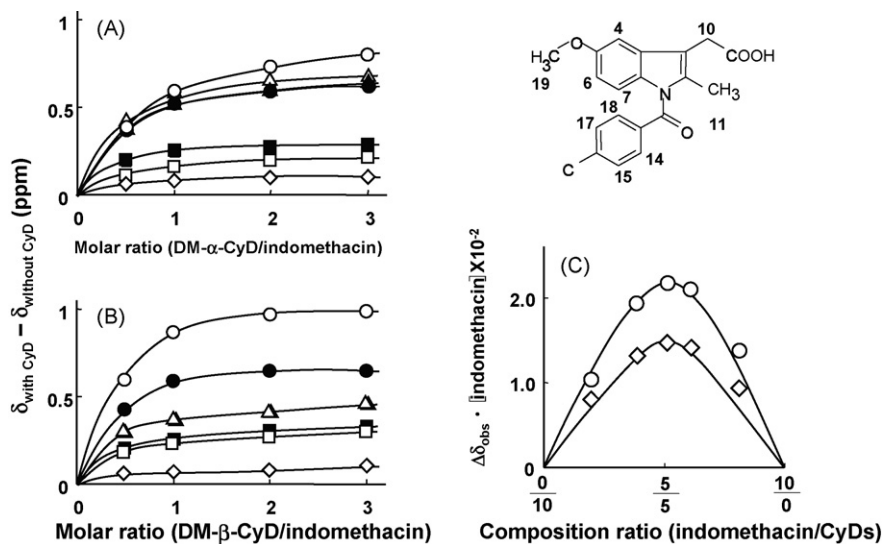 (A)
δwith CyD – δwithout CyD (ppm)
1
0.5
0
0 1 2 3
Molar ratio (DM-α-CyD/indomethacin)
(B)
1
0.5
0
0 1 2 3
Molar ratio (DM-β-CyD/indomethacin)
4
10
O
COOH
H₃C
19
6
7
N
CH₃
18
11
17
O
14
C
15
(C)
Δδobs · [indomethacin]X10⁻²
2.0
1.0
0
0/10 5/5 10/0
Composition ratio (indomethacin/CyDs)